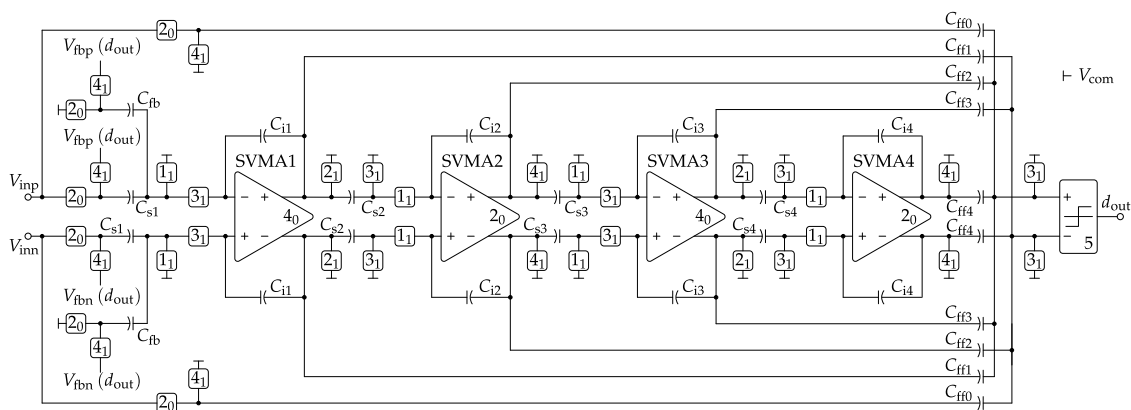 C_ff0
2_0
V_fbp (d_out)
4_1
C_ff1
4_1
C_ff2
⊢ V_com
2_0
C_fb
C_ff3
V_fbp (d_out)
C_i1
C_i2
C_i3
C_i4
4_1
1_1
SVMA1
2_1
3_1
SVMA2
4_1
1_1
SVMA3
2_1
3_1
SVMA4
4_1
3_1
V_inp
2_0
C_s1
3_1
− +
C_s2
1_1
− +
C_s3
3_1
− +
C_s4
1_1
− +
C_ff4
+
d_out
4_0
2_0
4_0
2_0
V_inn
2_0
C_s1
3_1
+ −
C_s2
1_1
+ −
C_s3
3_1
+ −
C_s4
1_1
+ −
C_ff4
−
5
4_1
1_1
2_1
3_1
4_1
1_1
2_1
3_1
4_1
3_1
V_fbn (d_out)
C_i1
C_i2
C_i3
C_i4
2_0
C_fb
C_ff3
4_1
C_ff2
V_fbn (d_out)
4_1
C_ff1
2_0
C_ff0